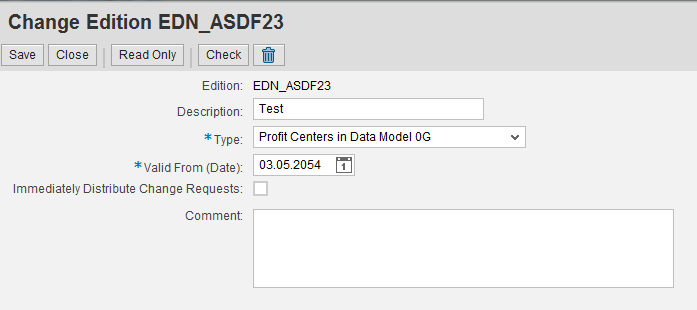 Change Edition EDN_ASDF23
Save Close Read Only Check
Edition: EDN_ASDF23
Description: Test
*Type: Profit Centers in Data Model 0G
*Valid From (Date): 03.05.2054 1
Immediately Distribute Change Requests:
Comment: